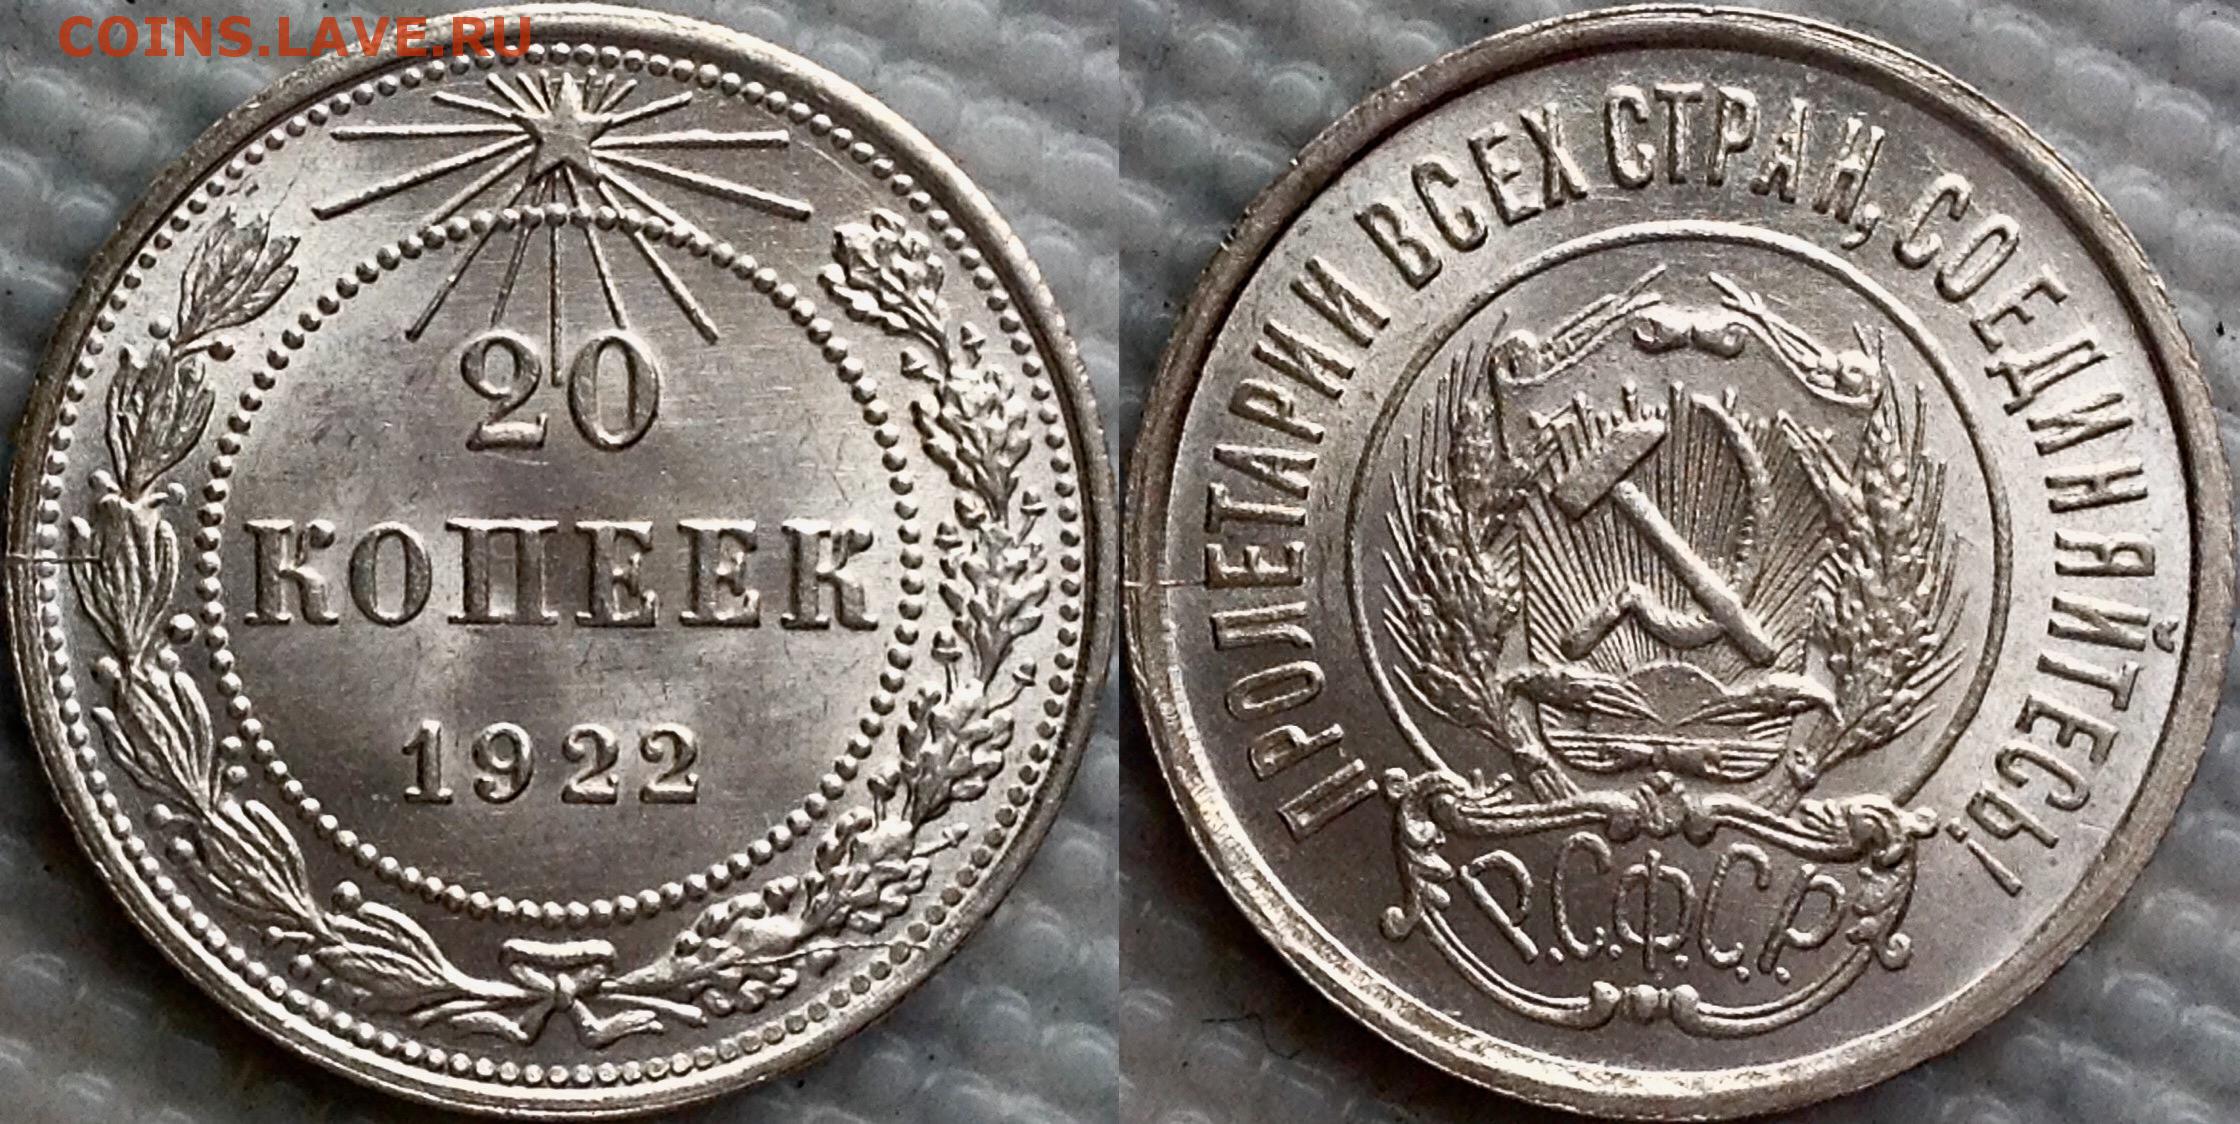 COINS.LAVE.RU
20
КОПЕЕК
1922
ПРОЛЕТАРИИ ВСЕХ СТРАН, СОЕДИНЯЙТЕСЬ!
Р.С.Ф.С.Р.